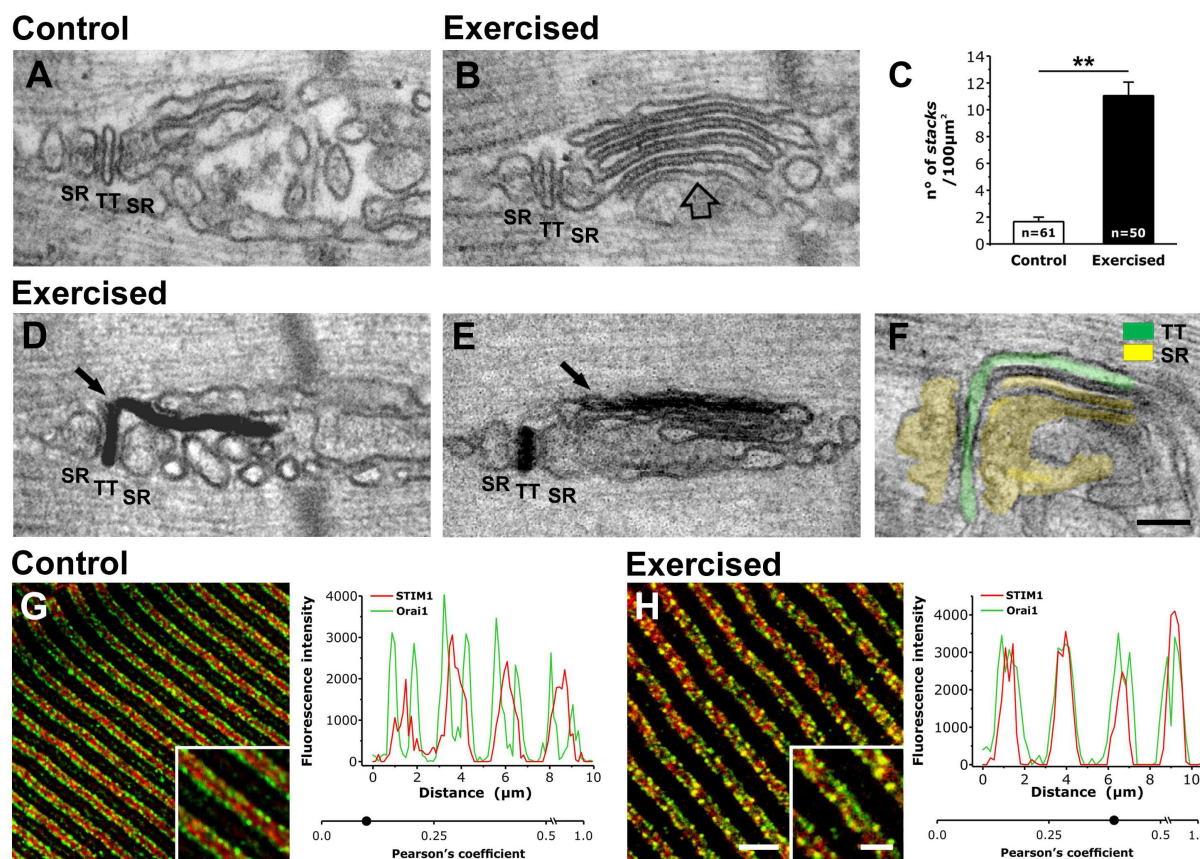 Control
Exercised
A
SR TT SR
B
SR TT SR
C
n° of stacks
/100µm²
14
12
10
8
6
4
2
0
**
n=61
n=50
Control
Exercised
Exercised
D
SR TT SR
E
SR TT SR
F
TT
SR
Control
Exercised
G
STIM1
Orai1
Fluorescence intensity
4000
3000
2000
1000
0
0 2 4 6 8 10
Distance (µm)
0.0 0.25 0.5 1.0
Pearson's coefficient
H
STIM1
Orai1
Fluorescence intensity
4000
3000
2000
1000
0
0 2 4 6 8 10
Distance (µm)
0.0 0.25 0.5 1.0
Pearson's coefficient